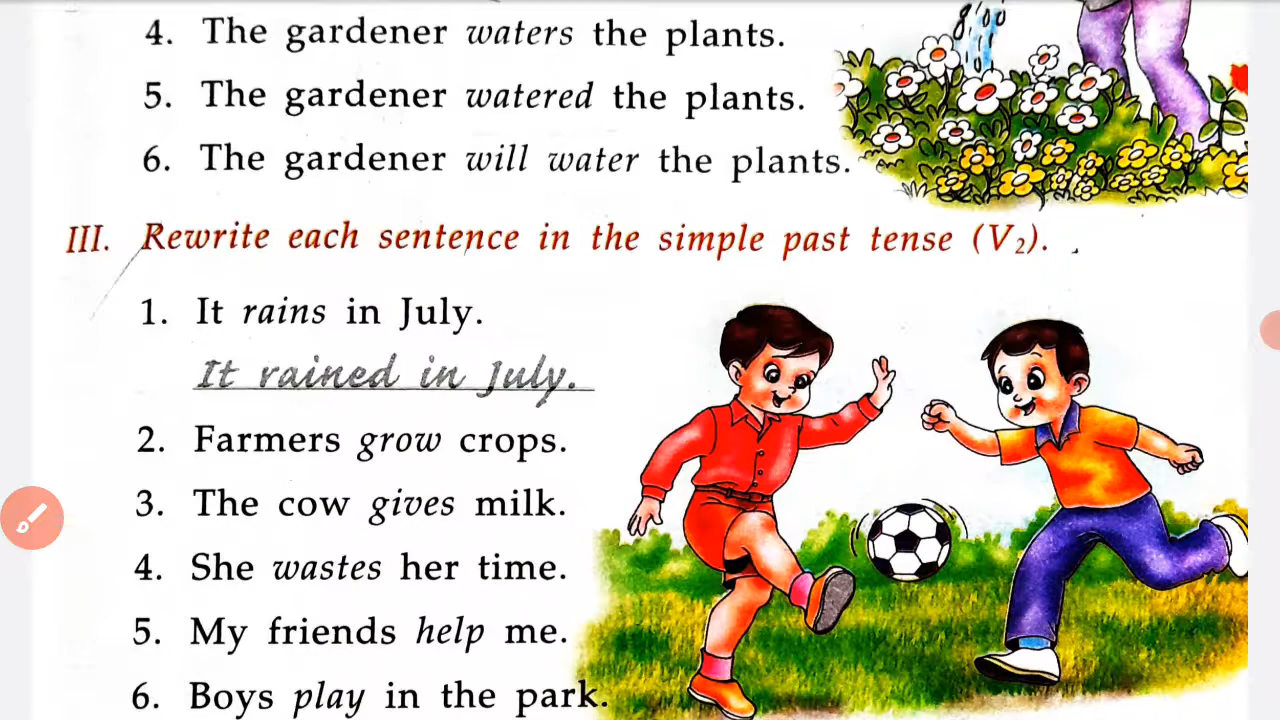 4. The gardener waters the plants.
5. The gardener watered the plants.
6. The gardener will water the plants.
III. Rewrite each sentence in the simple past tense (V₂).
1. It rains in July.
It rained in July.
2. Farmers grow crops.
3. The cow gives milk.
4. She wastes her time.
5. My friends help me.
6. Boys play in the park.